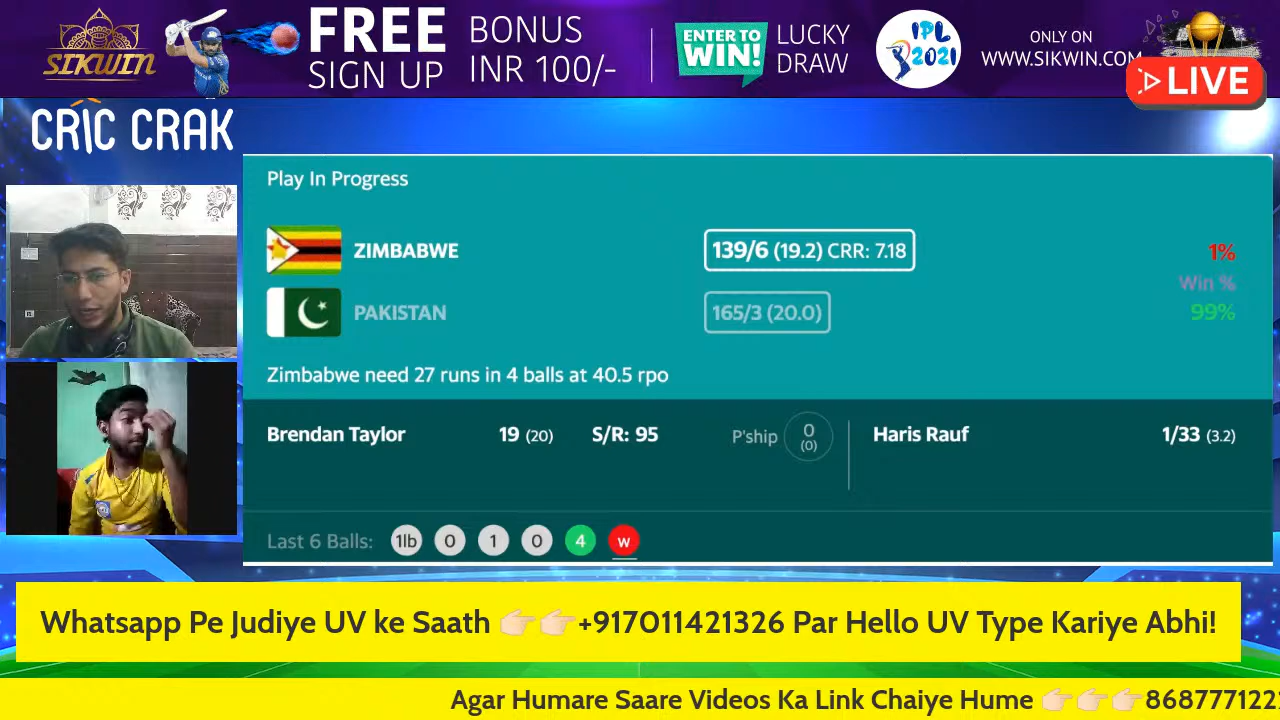 SIKWIN
FREE
SIGN UP
BONUS
INR 100/-
ENTER TO
WIN!
LUCKY
DRAW
IPL
2021
ONLY ON
WWW.SIKWIN.COM
LIVE
CRIC CRAK
Play In Progress
ZIMBABWE 139/6 (19.2) CRR: 7.18 1%
Win %
PAKISTAN 165/3 (20.0) 99%
Zimbabwe need 27 runs in 4 balls at 40.5 rpo
Brendan Taylor 19 (20) S/R: 95 P'ship 0 (0) Haris Rauf 1/33 (3.2)
Last 6 Balls: 1lb 0 1 0 4 w
Whatsapp Pe Judiye UV ke Saath 👉🏻👉🏻+917011421326 Par Hello UV Type Kariye Abhi!
Agar Humare Saare Videos Ka Link Chaiye Hume 👉🏻👉🏻👉🏻868777122